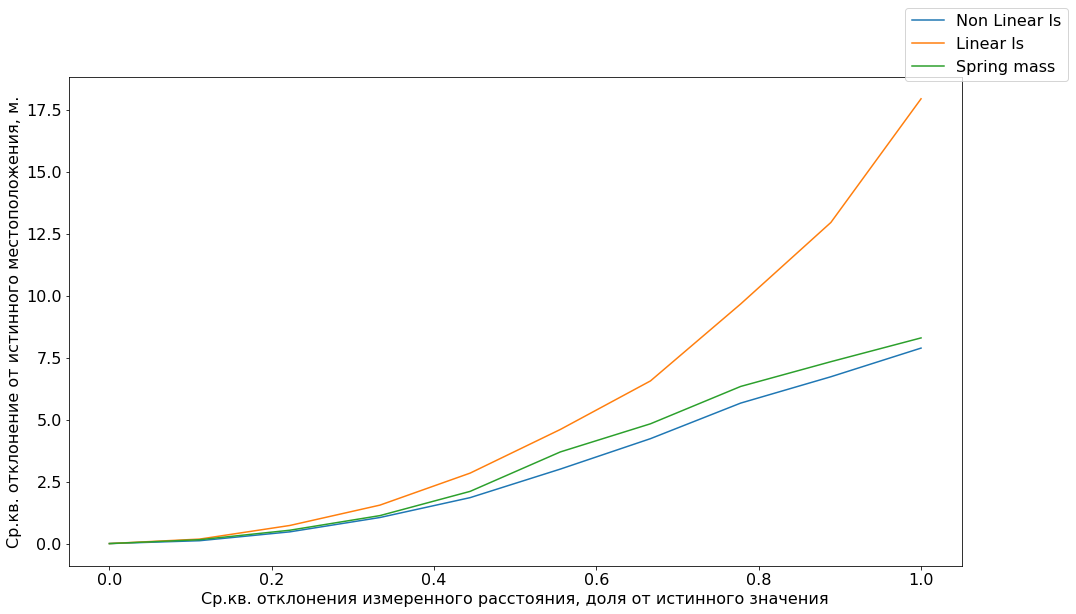 Non Linear ls
Linear ls
Spring mass
Ср.кв. отклонение от истинного местоположения, м.
17.5
15.0
12.5
10.0
7.5
5.0
2.5
0.0
0.0 0.2 0.4 0.6 0.8 1.0
Ср.кв. отклонения измеренного расстояния, доля от истинного значения